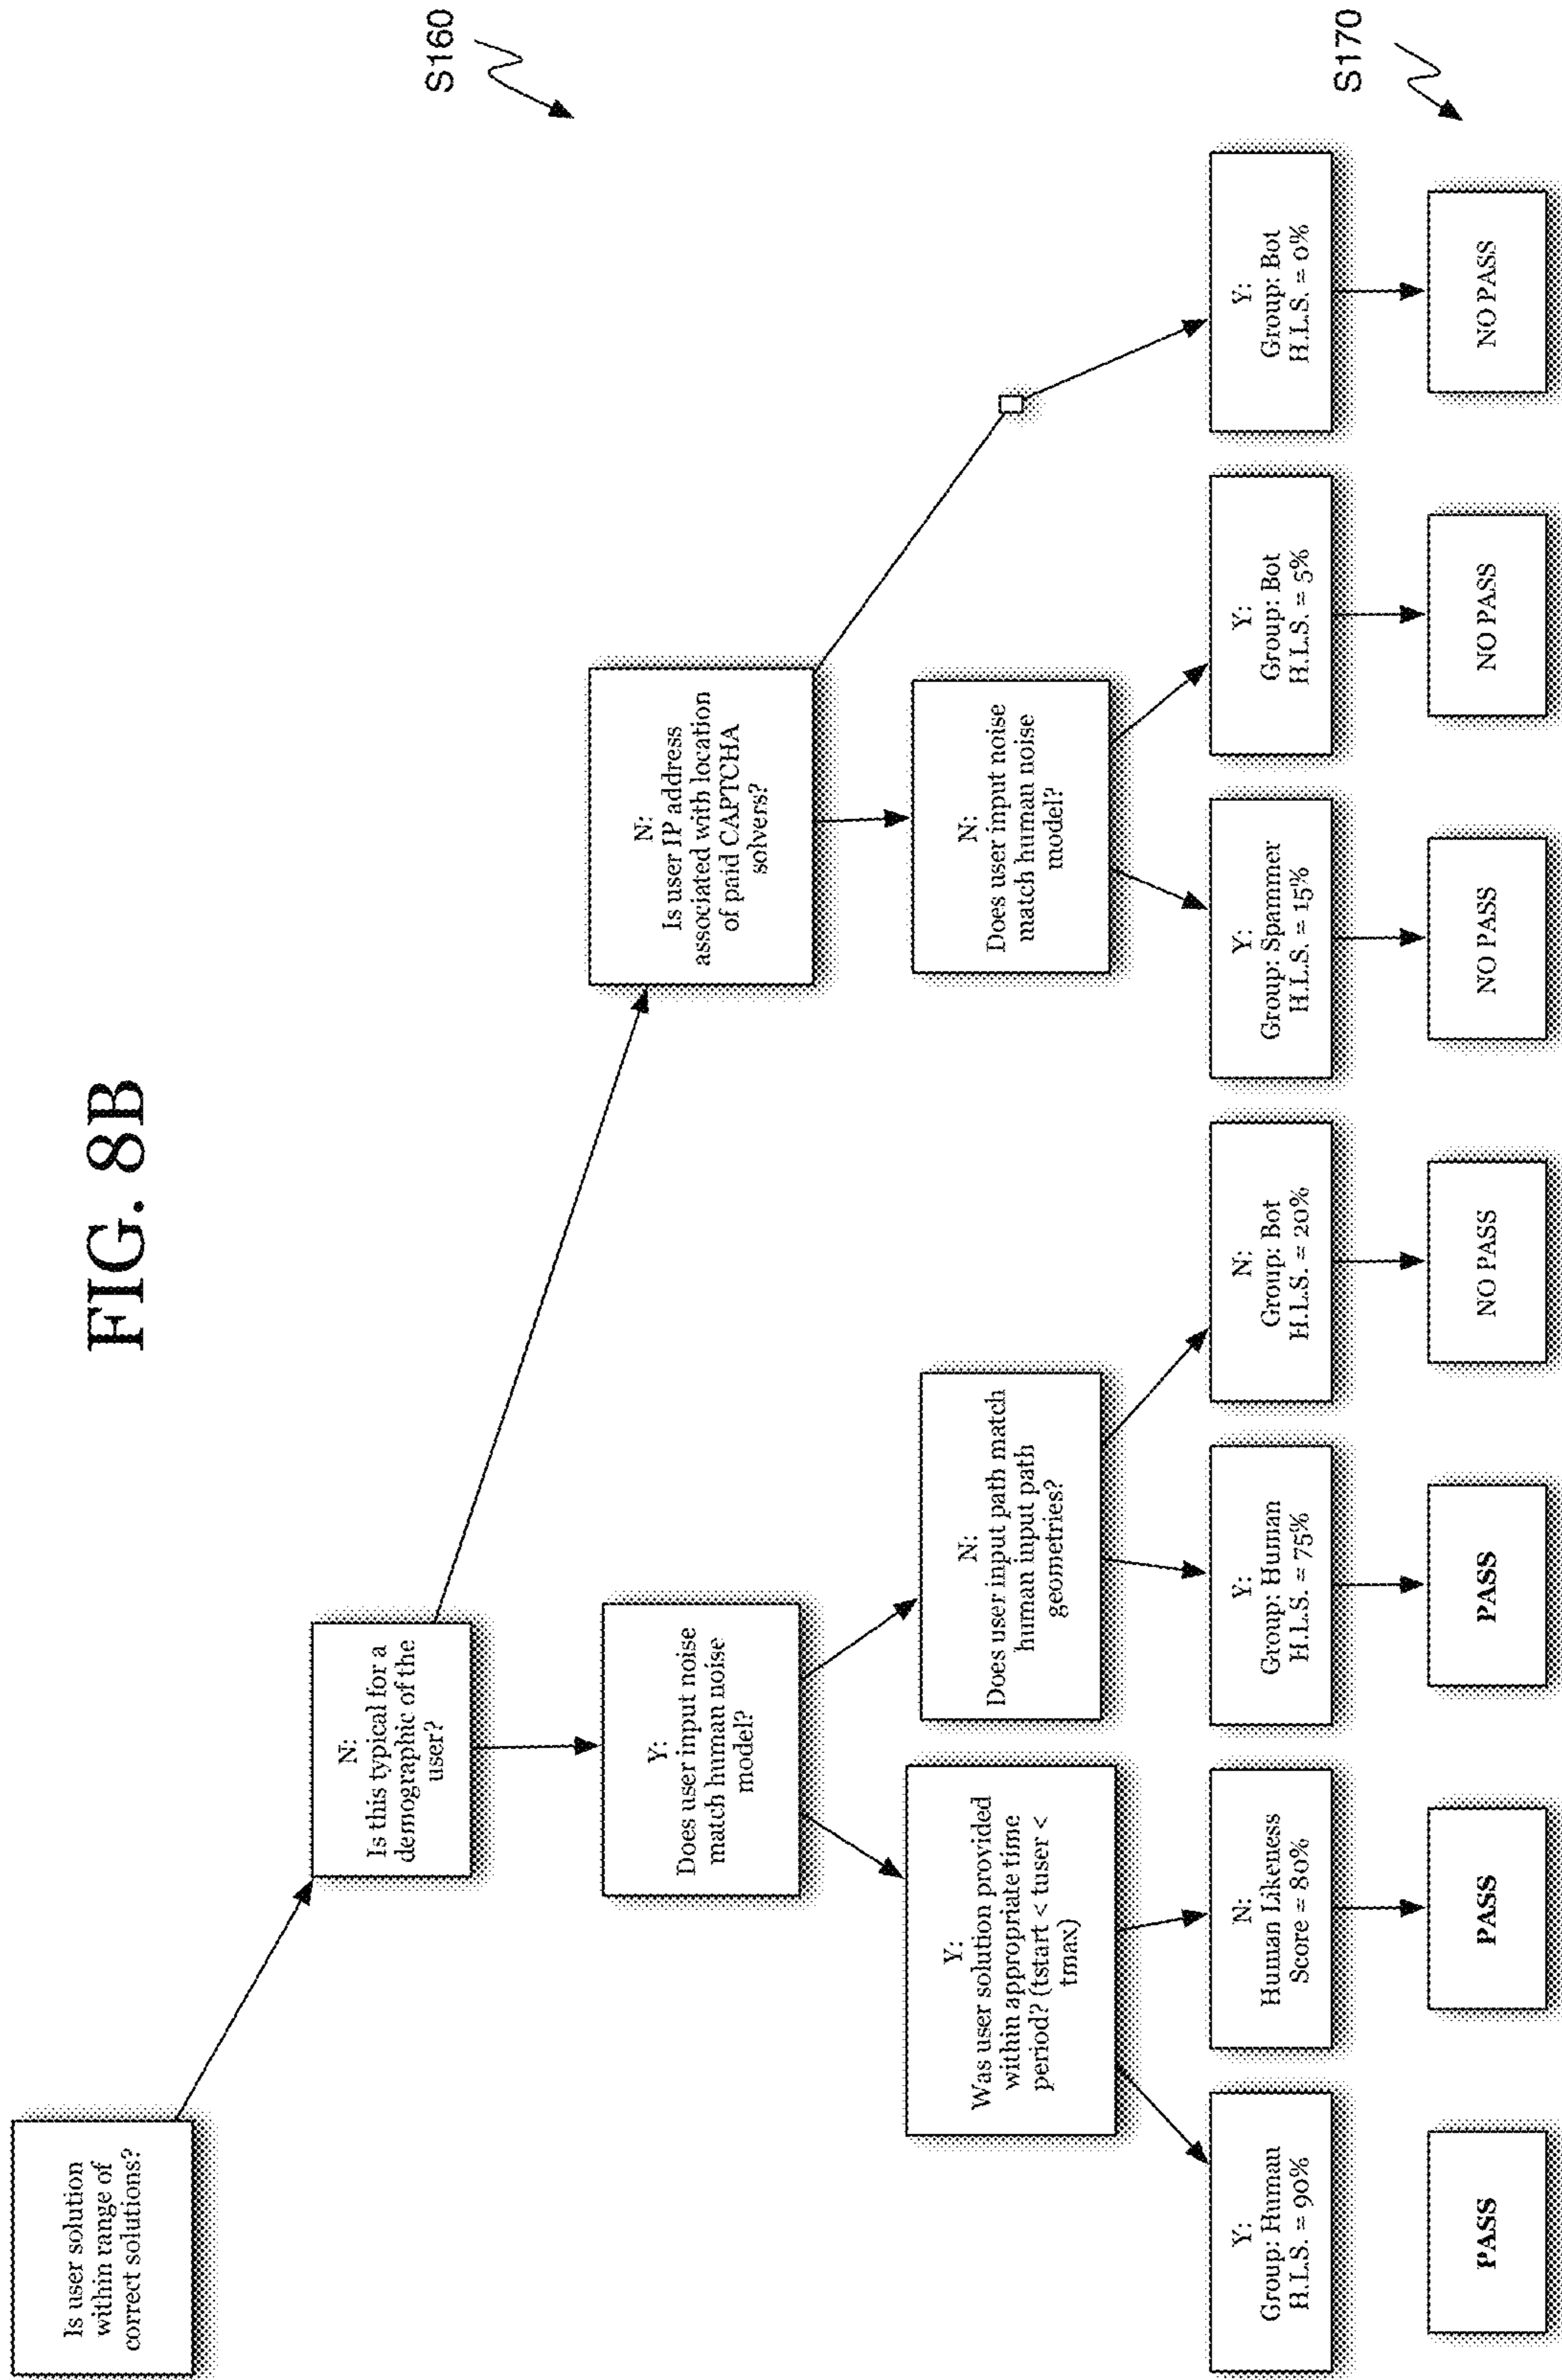 FIG. 8B
S160
Is user solution
within range of
correct solutions?
N:
Is this typical for a
demographic of the
user?
Y:
Does user input noise
match human noise
model?
N:
Is user IP address
associated with location
of paid CAPTCHA
solvers?
Y:
Was user solution provided
within appropriate time
period? (tstart < tuser <
tmax)
N:
Does user input path match
human input path
geometries?
N:
Does user input noise
match human noise
model?
Y:
Group: Human
H.L.S. = 90%
N:
Human Likeness
Score = 80%
Y:
Group: Human
H.L.S. = 75%
N:
Group: Bot
H.L.S. = 20%
Y:
Group: Spammer
H.L.S. = 15%
Y:
Group: Bot
H.L.S. = 5%
Y:
Group: Bot
H.L.S. = 0%
S170
PASS
PASS
PASS
NO PASS
NO PASS
NO PASS
NO PASS